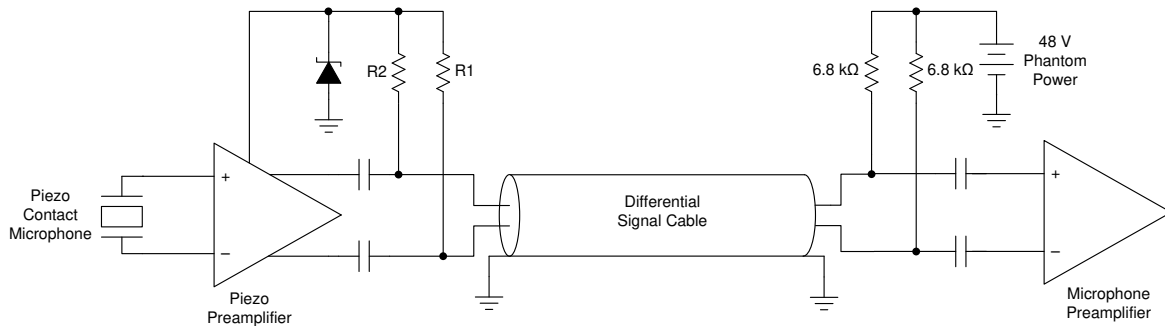 R2
R1
6.8 kΩ
6.8 kΩ
48 V
Phantom
Power
Piezo
Contact
Microphone
+
–
Piezo
Preamplifier
Differential
Signal Cable
+
–
Microphone
Preamplifier